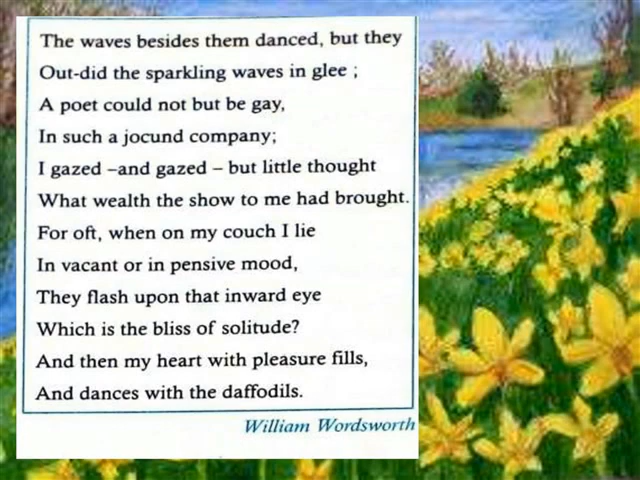 The waves besides them danced, but they
Out-did the sparkling waves in glee ;
A poet could not but be gay,
In such a jocund company;
I gazed –and gazed – but little thought
What wealth the show to me had brought.
For oft, when on my couch I lie
In vacant or in pensive mood,
They flash upon that inward eye
Which is the bliss of solitude?
And then my heart with pleasure fills,
And dances with the daffodils.
William Wordsworth